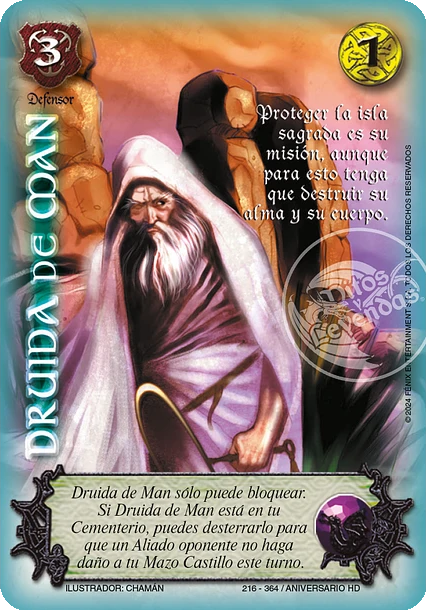 3
1
Defensor
DRUIDA DE MAN
Proteger la isla
sagrada es su
misión, aunque
para esto tenga
que destruir su
alma y su cuerpo.
Mitos
y
Leyendas
Druida de Man sólo puede bloquear.
Si Druida de Man está en tu
Cementerio, puedes desterrarlo para
que un Aliado oponente no haga
daño a tu Mazo Castillo este turno.
ILUSTRADOR: CHAMÁN
216 - 364 / ANIVERSARIO HD